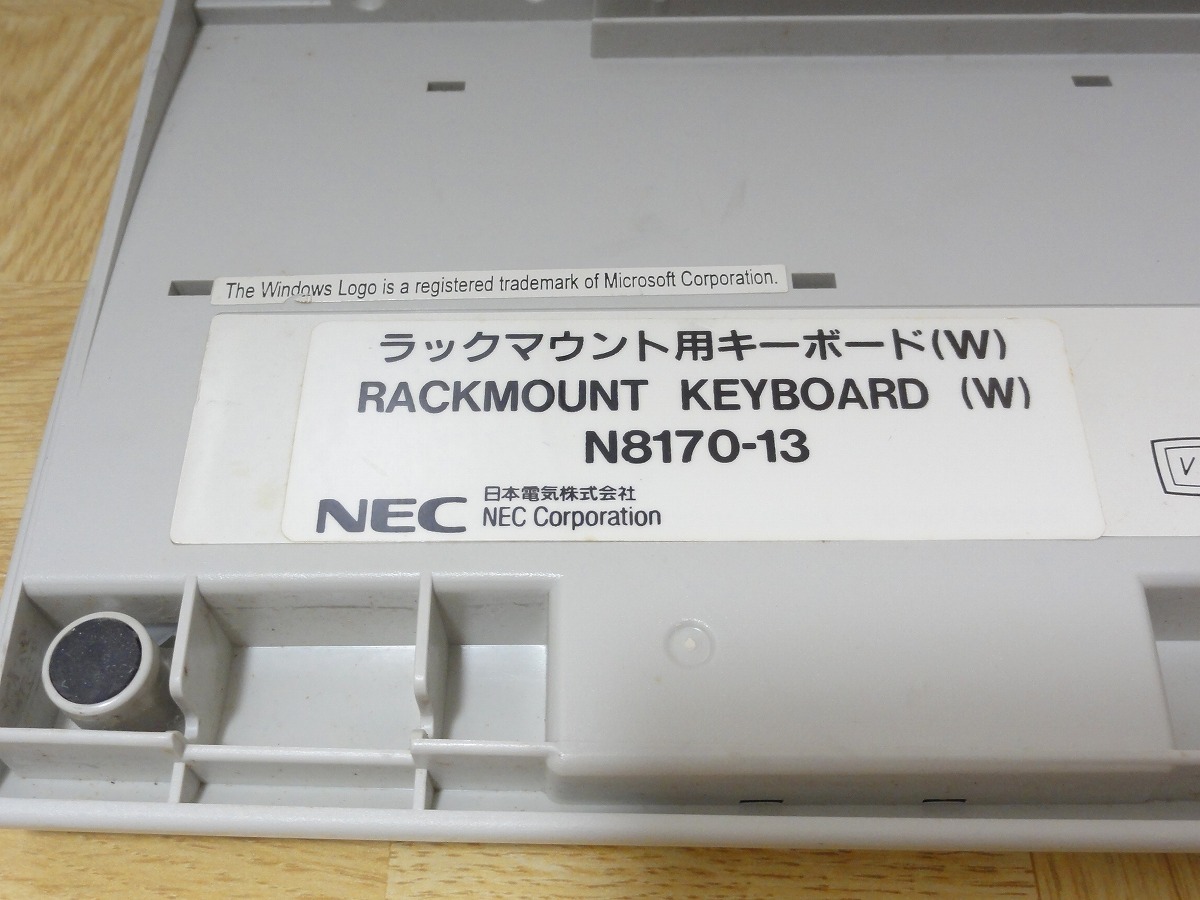 The Windows Logo is a registered trademark of Microsoft Corporation.
ラックマウント用キーボード(W)
RACKMOUNT KEYBOARD (W)
N8170-13
NEC
日本電気株式会社
NEC Corporation
V